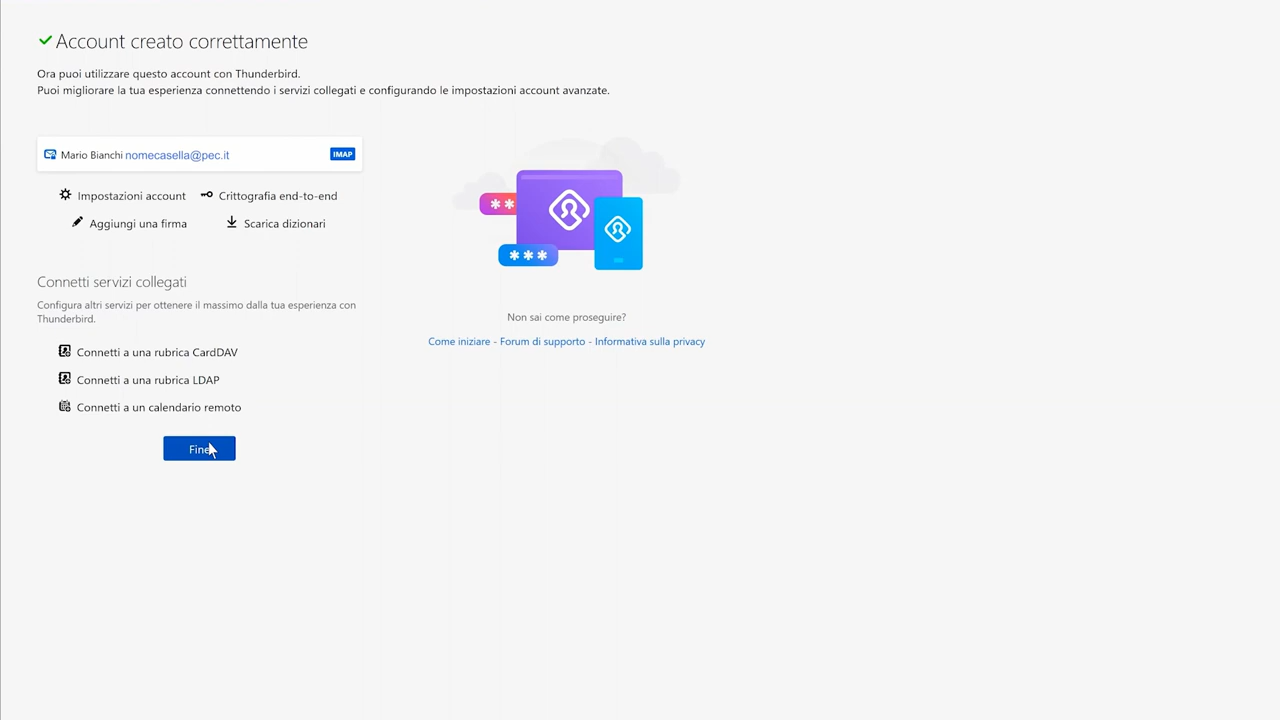 Account creato correttamente
Ora puoi utilizzare questo account con Thunderbird.
Puoi migliorare la tua esperienza connettendo i servizi collegati e configurando le impostazioni account avanzate.
Mario Bianchi nomecasella@pec.it IMAP
Impostazioni account Crittografia end-to-end
Aggiungi una firma Scarica dizionari
Connetti servizi collegati
Configura altri servizi per ottenere il massimo dalla tua esperienza con
Thunderbird.
Connetti a una rubrica CardDAV
Connetti a una rubrica LDAP
Connetti a un calendario remoto
Fine
** 
***
Non sai come proseguire?
Come iniziare - Forum di supporto - Informativa sulla privacy